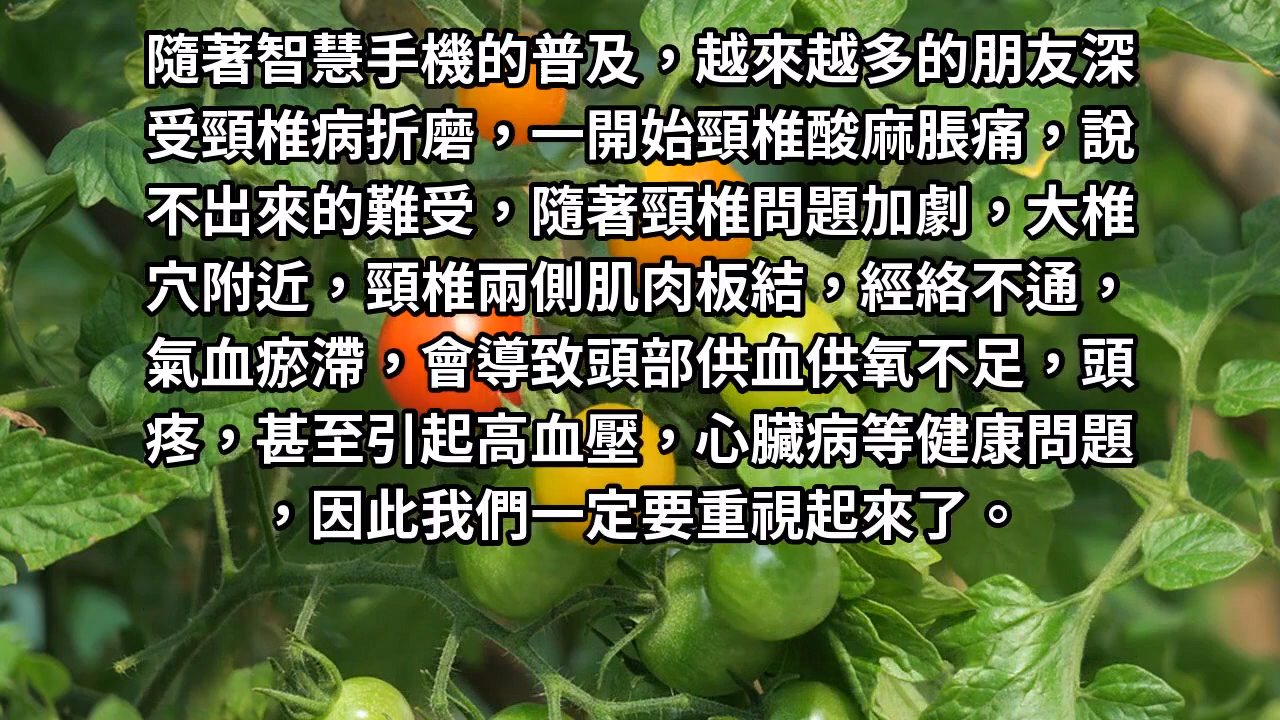 隨著智慧手機的普及，越來越多的朋友深
受頸椎病折磨，一開始頸椎酸麻脹痛，說
不出來的難受，隨著頸椎問題加劇，大椎
穴附近，頸椎兩側肌肉板結，經絡不通，
氣血瘀滯，會導致頭部供血供氧不足，頭
疼，甚至引起高血壓，心臟病等健康問題
，因此我們一定要重視起來了。